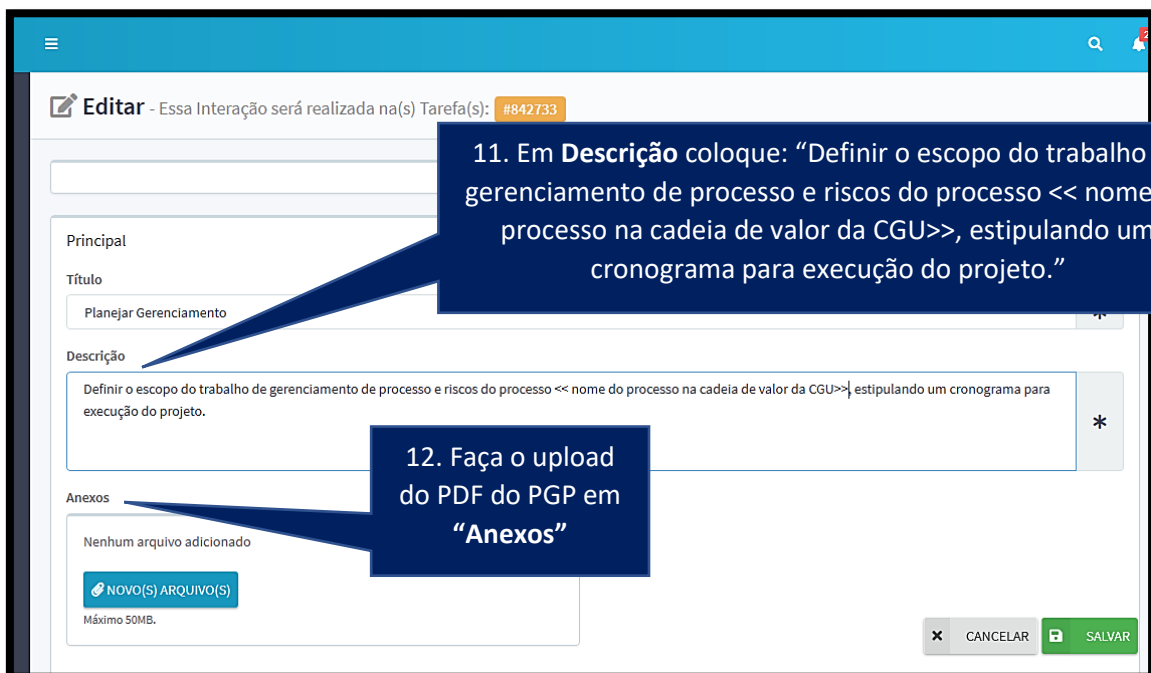 2
Editar - Essa Interação será realizada na(s) Tarefa(s): #842733
11. Em Descrição coloque: “Definir o escopo do trabalho
gerenciamento de processo e riscos do processo << nome
processo na cadeia de valor da CGU>>, estipulando um
cronograma para execução do projeto.”
Principal
Título
Planejar Gerenciamento
*
Descrição
Definir o escopo do trabalho de gerenciamento de processo e riscos do processo << nome do processo na cadeia de valor da CGU>>, estipulando um cronograma para
execução do projeto.
*
12. Faça o upload
do PDF do PGP em
“Anexos”
Anexos
Nenhum arquivo adicionado
NOVO(S) ARQUIVO(S)
Máximo 50MB.
CANCELAR
SALVAR